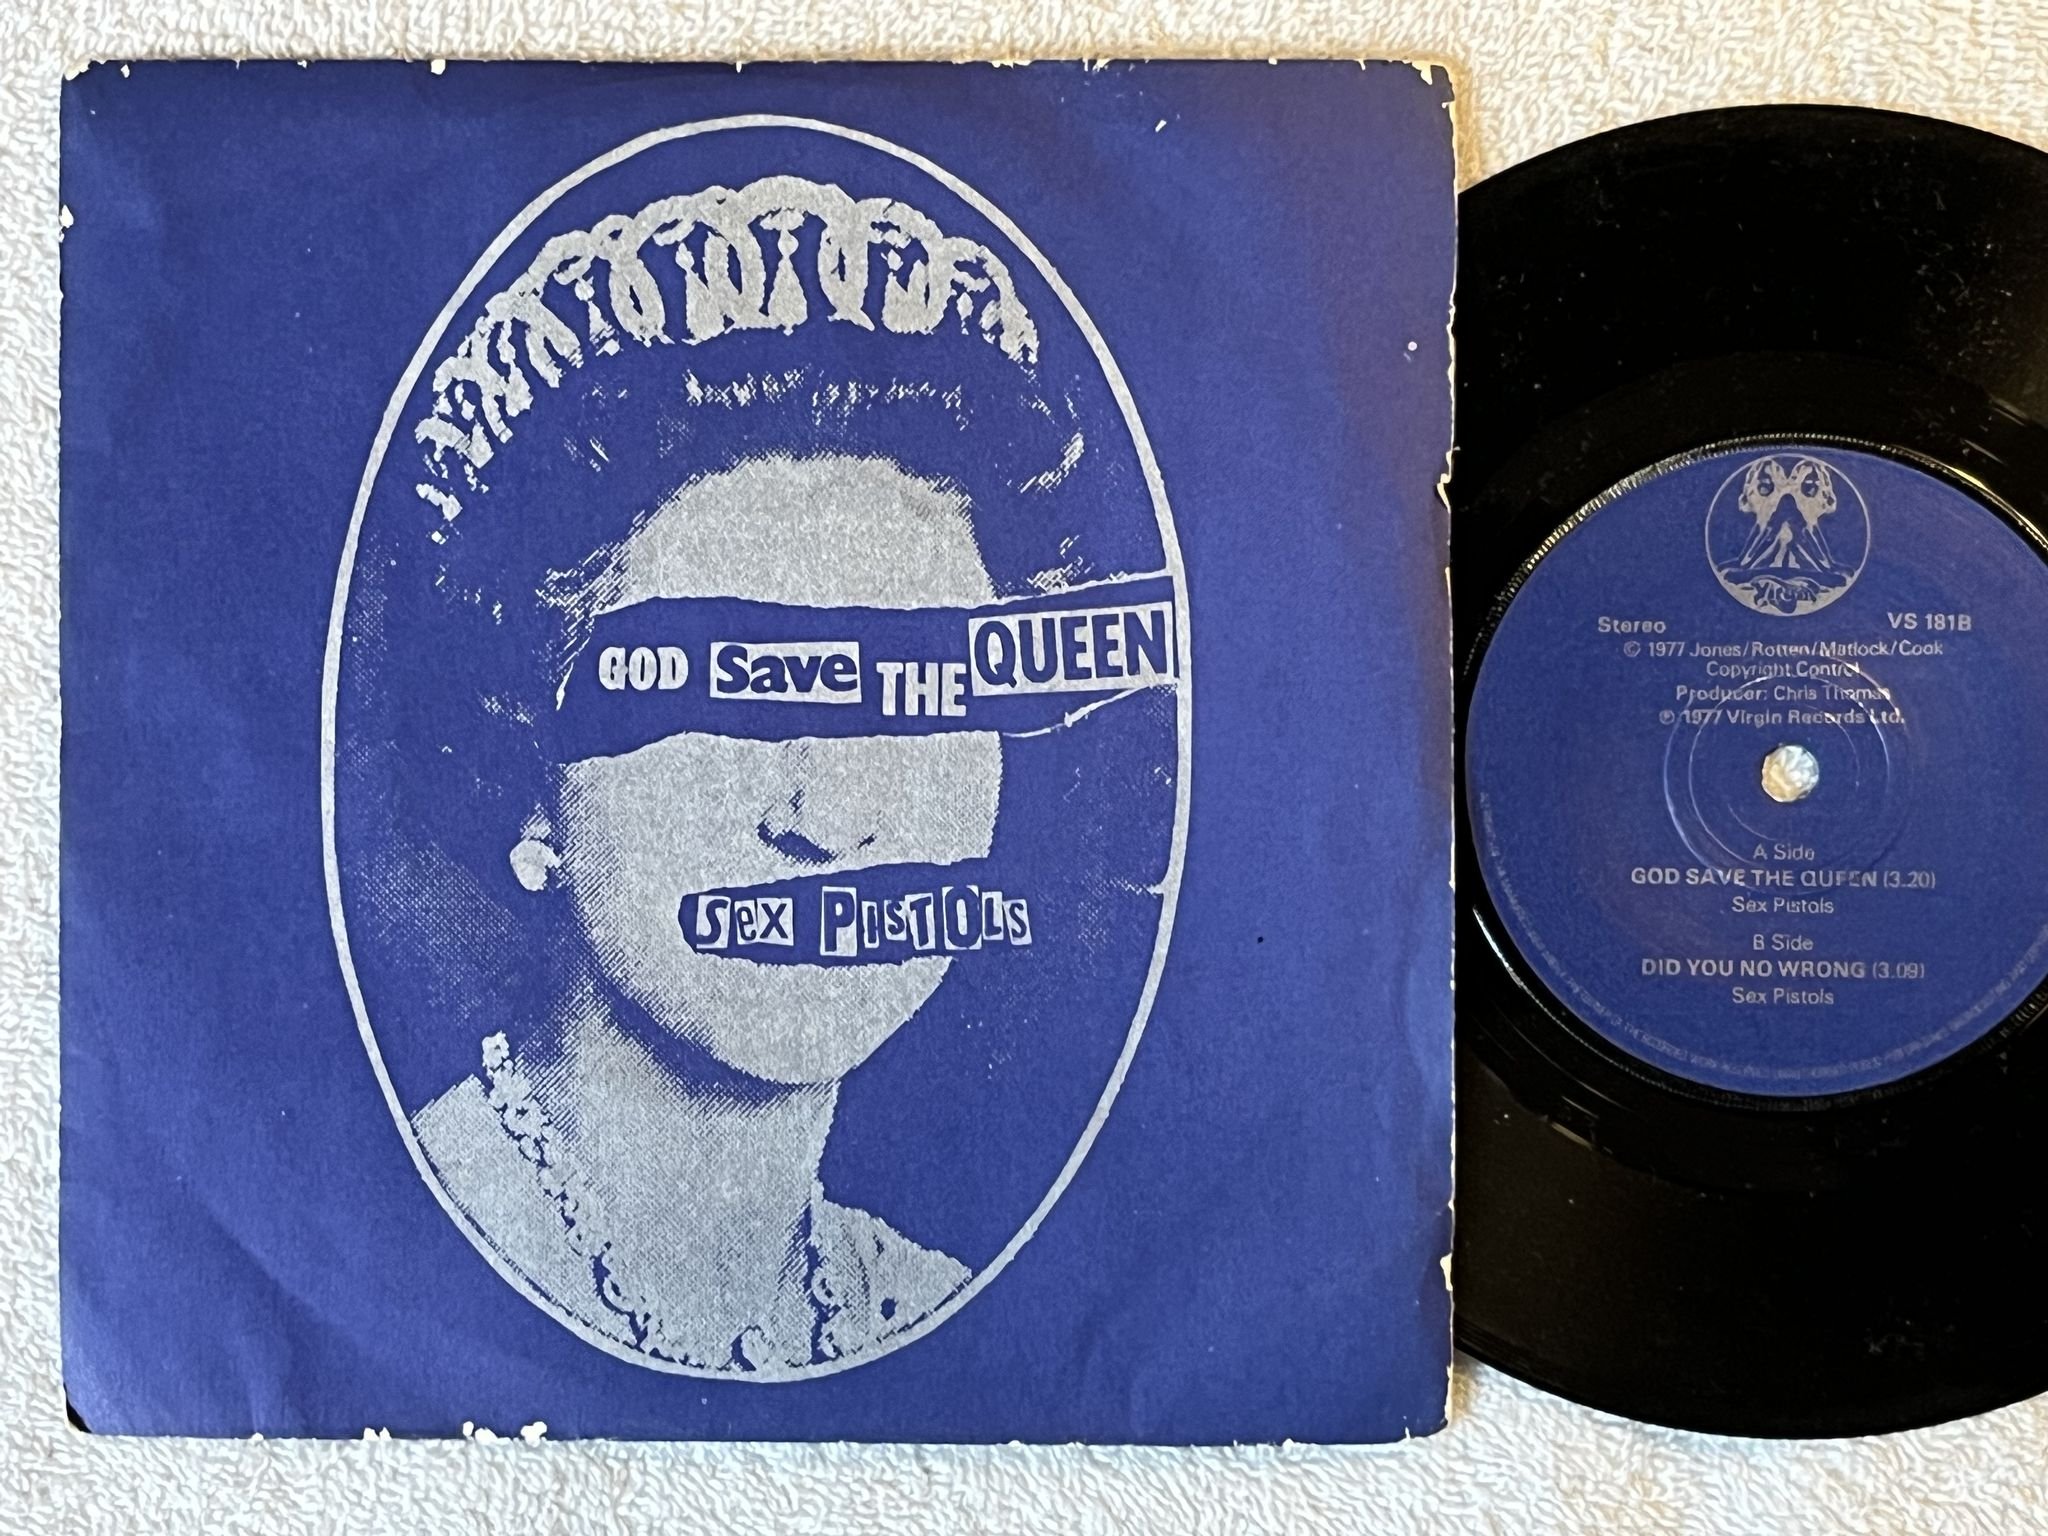 GOD Save THE QUEEN
Sex PISTOLS
Virgin
Stereo VS 181B
© 1977 Jones/Rotten/Matlock/Cook
Copyright Control
Producer: Chris Thomas
℗ 1977 Virgin Records Ltd.
A Side
GOD SAVE THE QUEEN (3.20)
Sex Pistols
B Side
DID YOU NO WRONG (3.09)
Sex Pistols